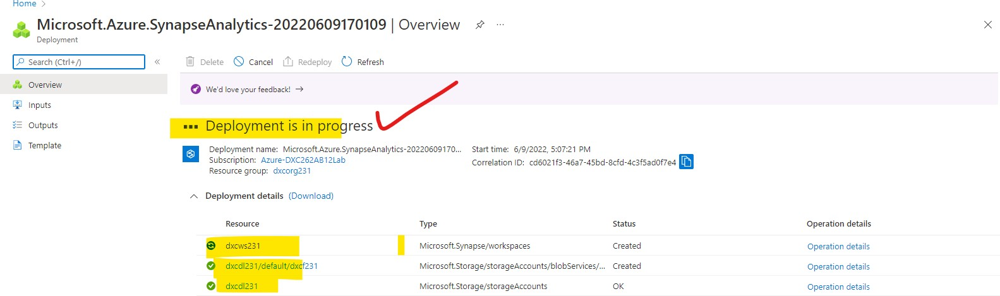 Home >
Microsoft.Azure.SynapseAnalytics-20220609170109 | Overview ...
Deployment
Search (Ctrl+/) «
Delete Cancel Redeploy Refresh
Overview
Inputs
Outputs
Template
We'd love your feedback! →
Deployment is in progress
Deployment name: Microsoft.Azure.SynapseAnalytics-20220609170... Start time: 6/9/2022, 5:07:21 PM
Subscription: Azure-DXC262AB12Lab Correlation ID: cd6021f3-46a7-45bd-8cfd-4c3f5ad0f7e4
Resource group: dxcorg231
Deployment details (Download)
Resource Type Status Operation details
dxcws231 Microsoft.Synapse/workspaces Created Operation details
dxcdl231/default/dxcf231 Microsoft.Storage/storageAccounts/blobServices/... Created Operation details
dxcdl231 Microsoft.Storage/storageAccounts OK Operation details